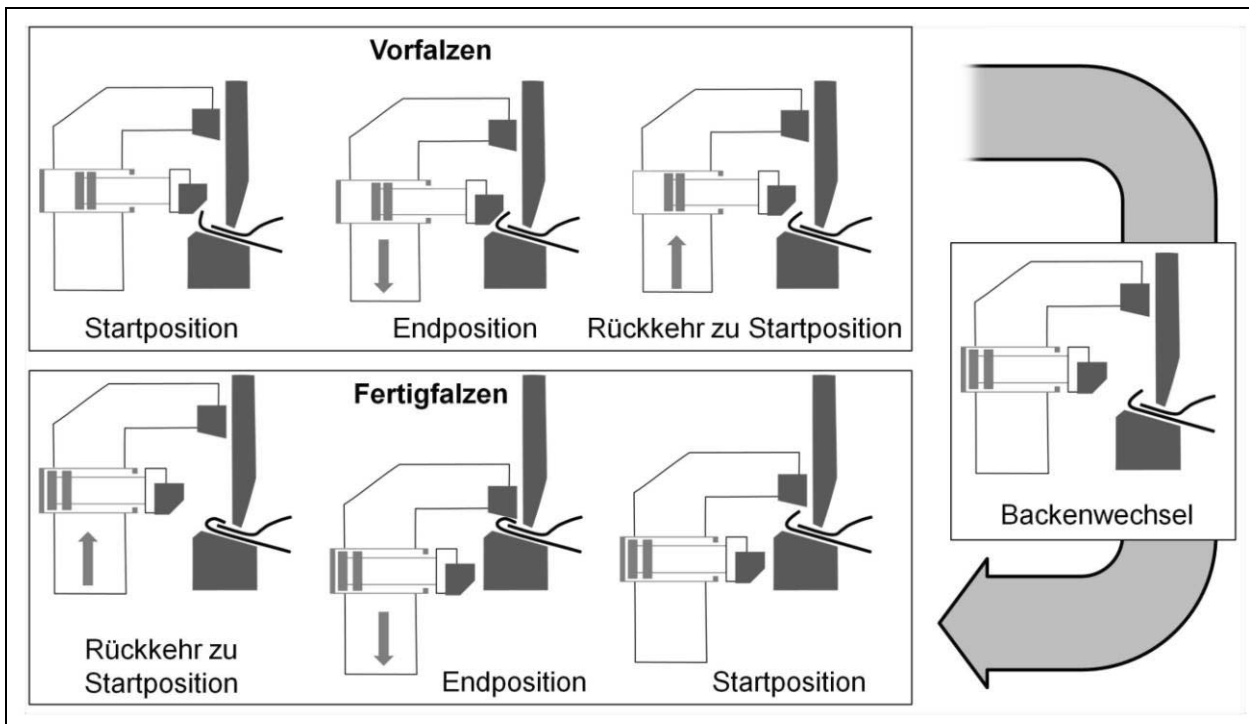 Vorfalzen
Startposition
Endposition
Rückkehr zu Startposition
Backenwechsel
Fertigfalzen
Rückkehr zu
Startposition
Endposition
Startposition